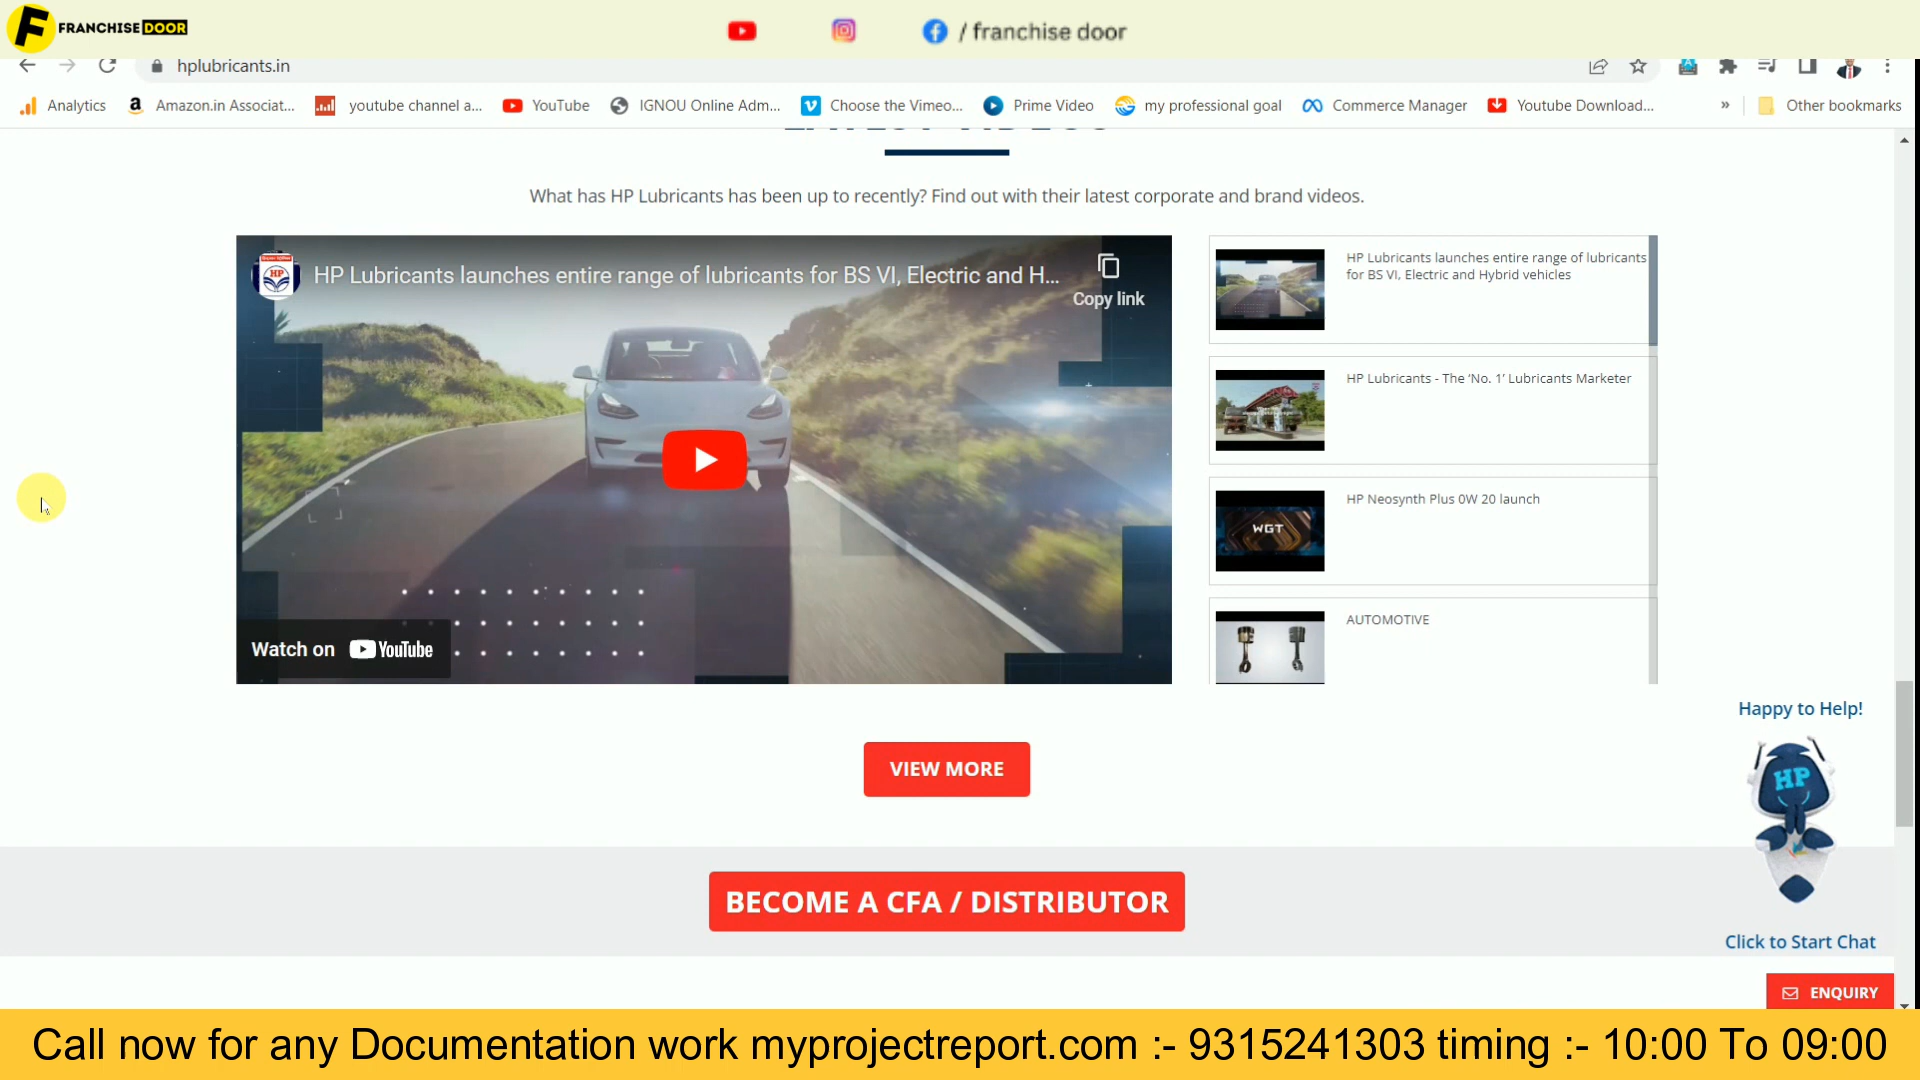 FRANCHISE DOOR
/ franchise door
hplubricants.in
Analytics
Amazon.in Associat...
youtube channel a...
YouTube
IGNOU Online Adm...
Choose the Vimeo...
Prime Video
my professional goal
Commerce Manager
Youtube Download...
»
Other bookmarks
LATEST VIDEOS
What has HP Lubricants has been up to recently? Find out with their latest corporate and brand videos.
HP
HP Lubricants launches entire range of lubricants for BS VI, Electric and H...
Copy link
Watch on YouTube
HP Lubricants launches entire range of lubricants
for BS VI, Electric and Hybrid vehicles
HP Lubricants - The ‘No. 1’ Lubricants Marketer
WGT
HP Neosynth Plus 0W 20 launch
AUTOMOTIVE
VIEW MORE
Happy to Help!
HP
BECOME A CFA / DISTRIBUTOR
Click to Start Chat
ENQUIRY
Call now for any Documentation work myprojectreport.com :- 9315241303 timing :- 10:00 To 09:00